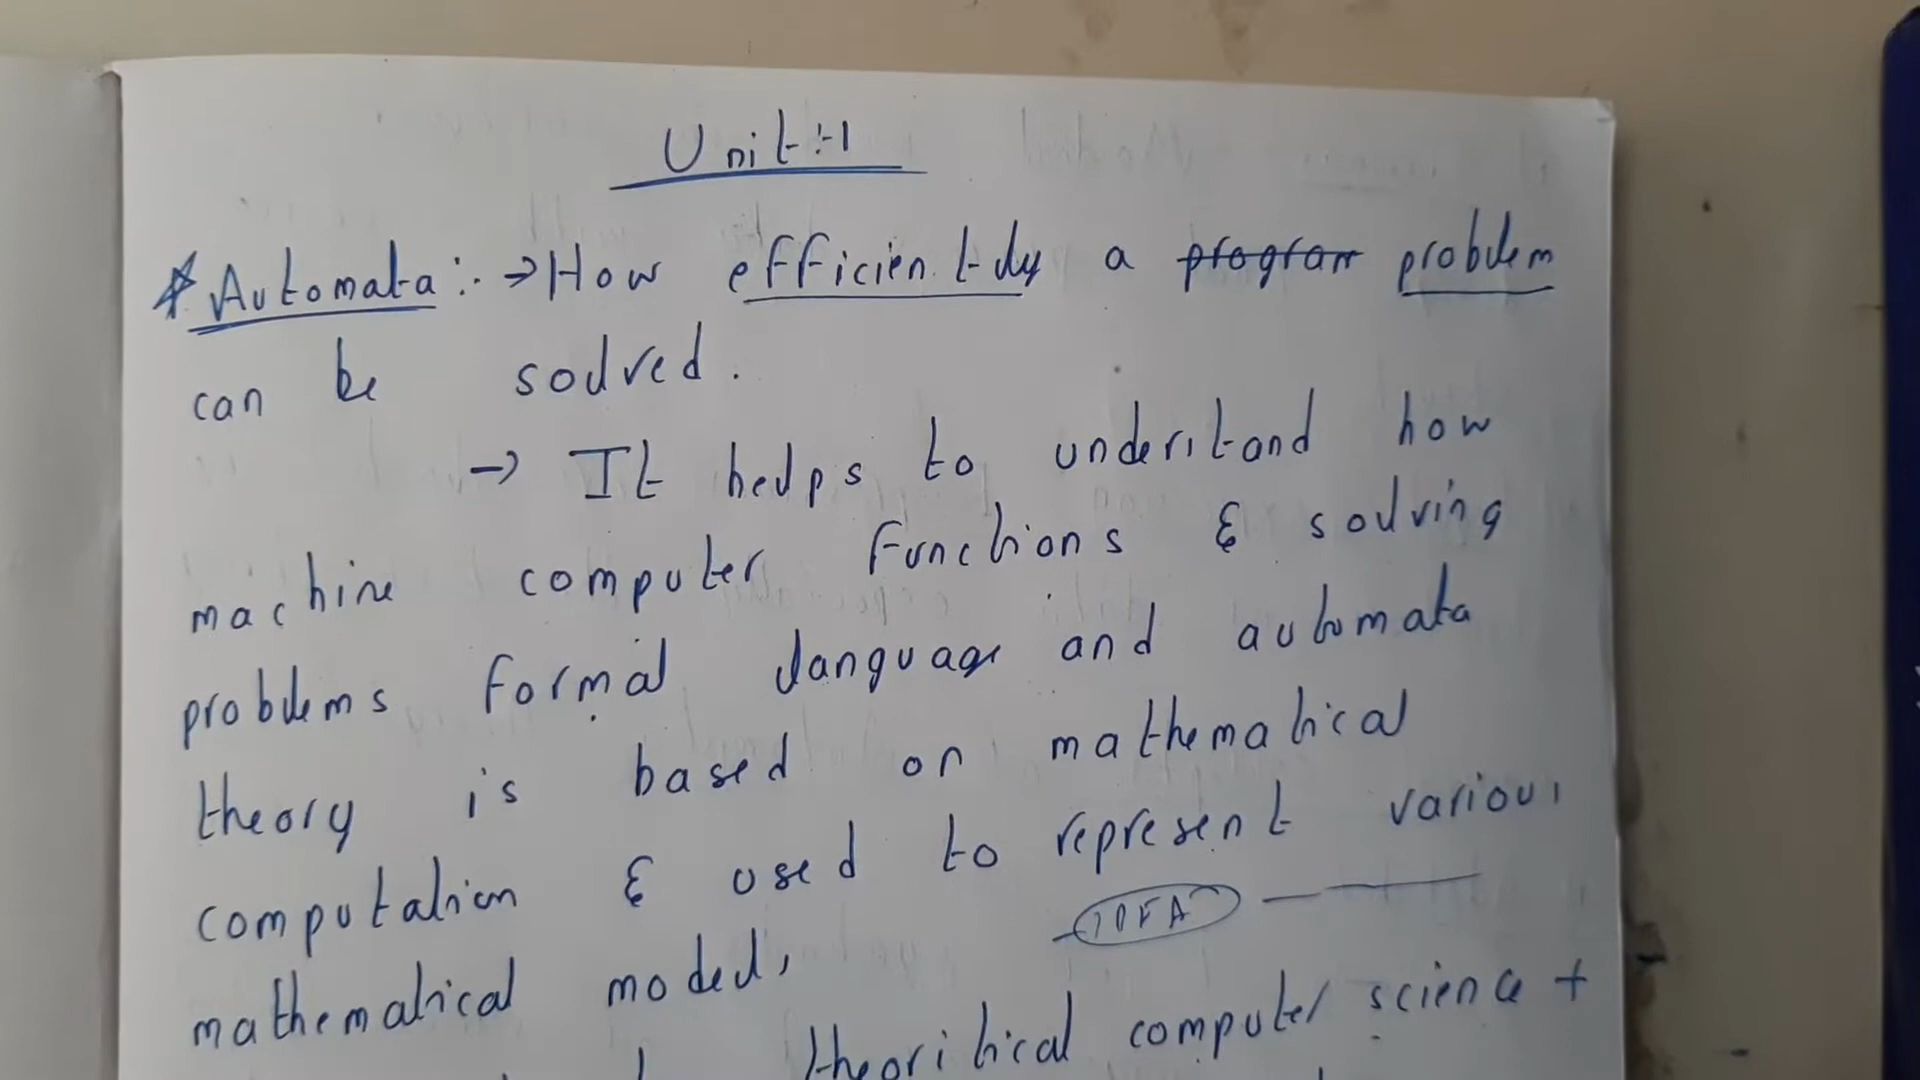 Unit:-1
* Automata:- → How efficiently a program problem
can be solved.
→ It helps to understand how
machine computer functions & solving
problems formal language and automata
theory is based on mathematical
computation & used to represent various
mathematical model,
theoritical computer science +